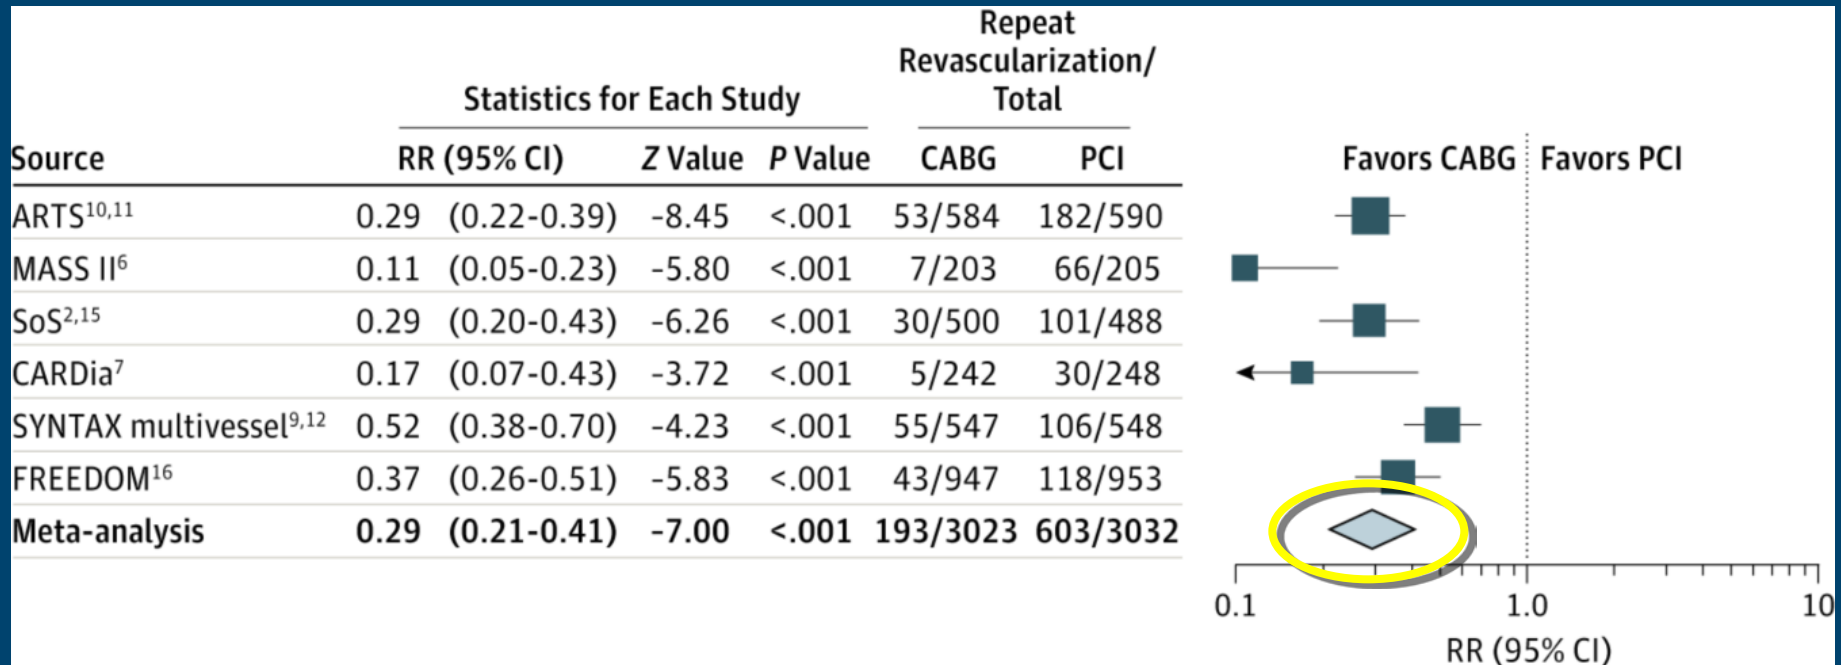 Repeat
Revascularization/
Statistics for Each Study Total
Source RR (95% CI) Z Value P Value CABG PCI Favors CABG Favors PCI
ARTS10,11 0.29 (0.22-0.39) −8.45 <.001 53/584 182/590
MASS II6 0.11 (0.05-0.23) −5.80 <.001 7/203 66/205
SoS2,15 0.29 (0.20-0.43) −6.26 <.001 30/500 101/488
CARDia7 0.17 (0.07-0.43) −3.72 <.001 5/242 30/248
SYNTAX multivessel9,12 0.52 (0.38-0.70) −4.23 <.001 55/547 106/548
FREEDOM16 0.37 (0.26-0.51) −5.83 <.001 43/947 118/953
Meta-analysis 0.29 (0.21-0.41) −7.00 <.001 193/3023 603/3032
0.1 1.0 10
RR (95% CI)